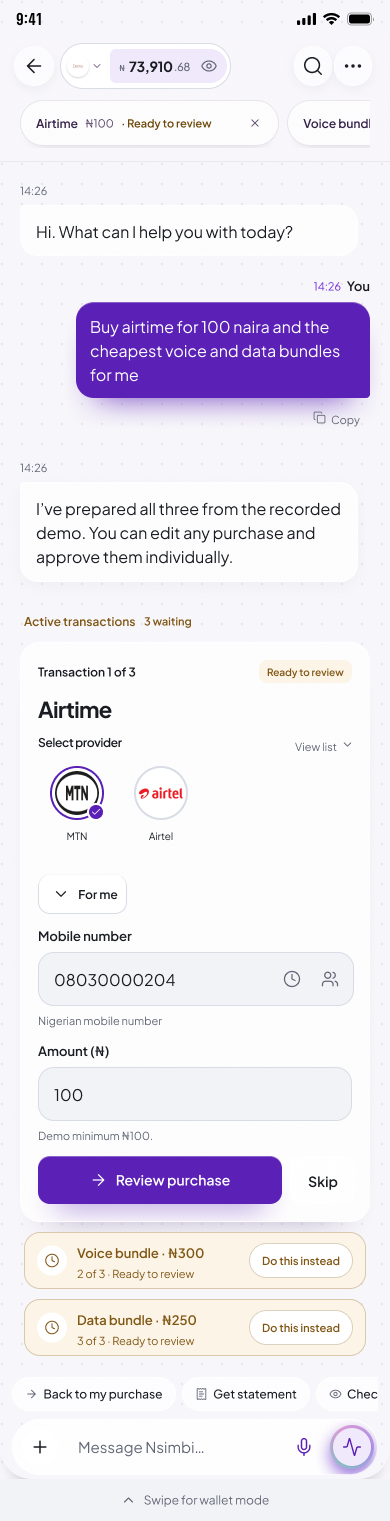 9:41
₦ 73,910.68
Airtime ₦100 · Ready to review
Voice bundl
14:26
Hi. What can I help you with today?
14:26 You
Buy airtime for 100 naira and the
cheapest voice and data bundles
for me
Copy
14:26
I've prepared all three from the recorded
demo. You can edit any purchase and
approve them individually.
Active transactions 3 waiting
Transaction 1 of 3 Ready to review
Airtime
Select provider
View list
MTN airtel
MTN Airtel
For me
Mobile number
08030000204
Nigerian mobile number
Amount (₦)
100
Demo minimum ₦100.
Review purchase Skip
Voice bundle · ₦300
2 of 3 · Ready to review
Do this instead
Data bundle · ₦250
3 of 3 · Ready to review
Do this instead
Back to my purchase Get statement Chec
Message Nsimbi...
Swipe for wallet mode